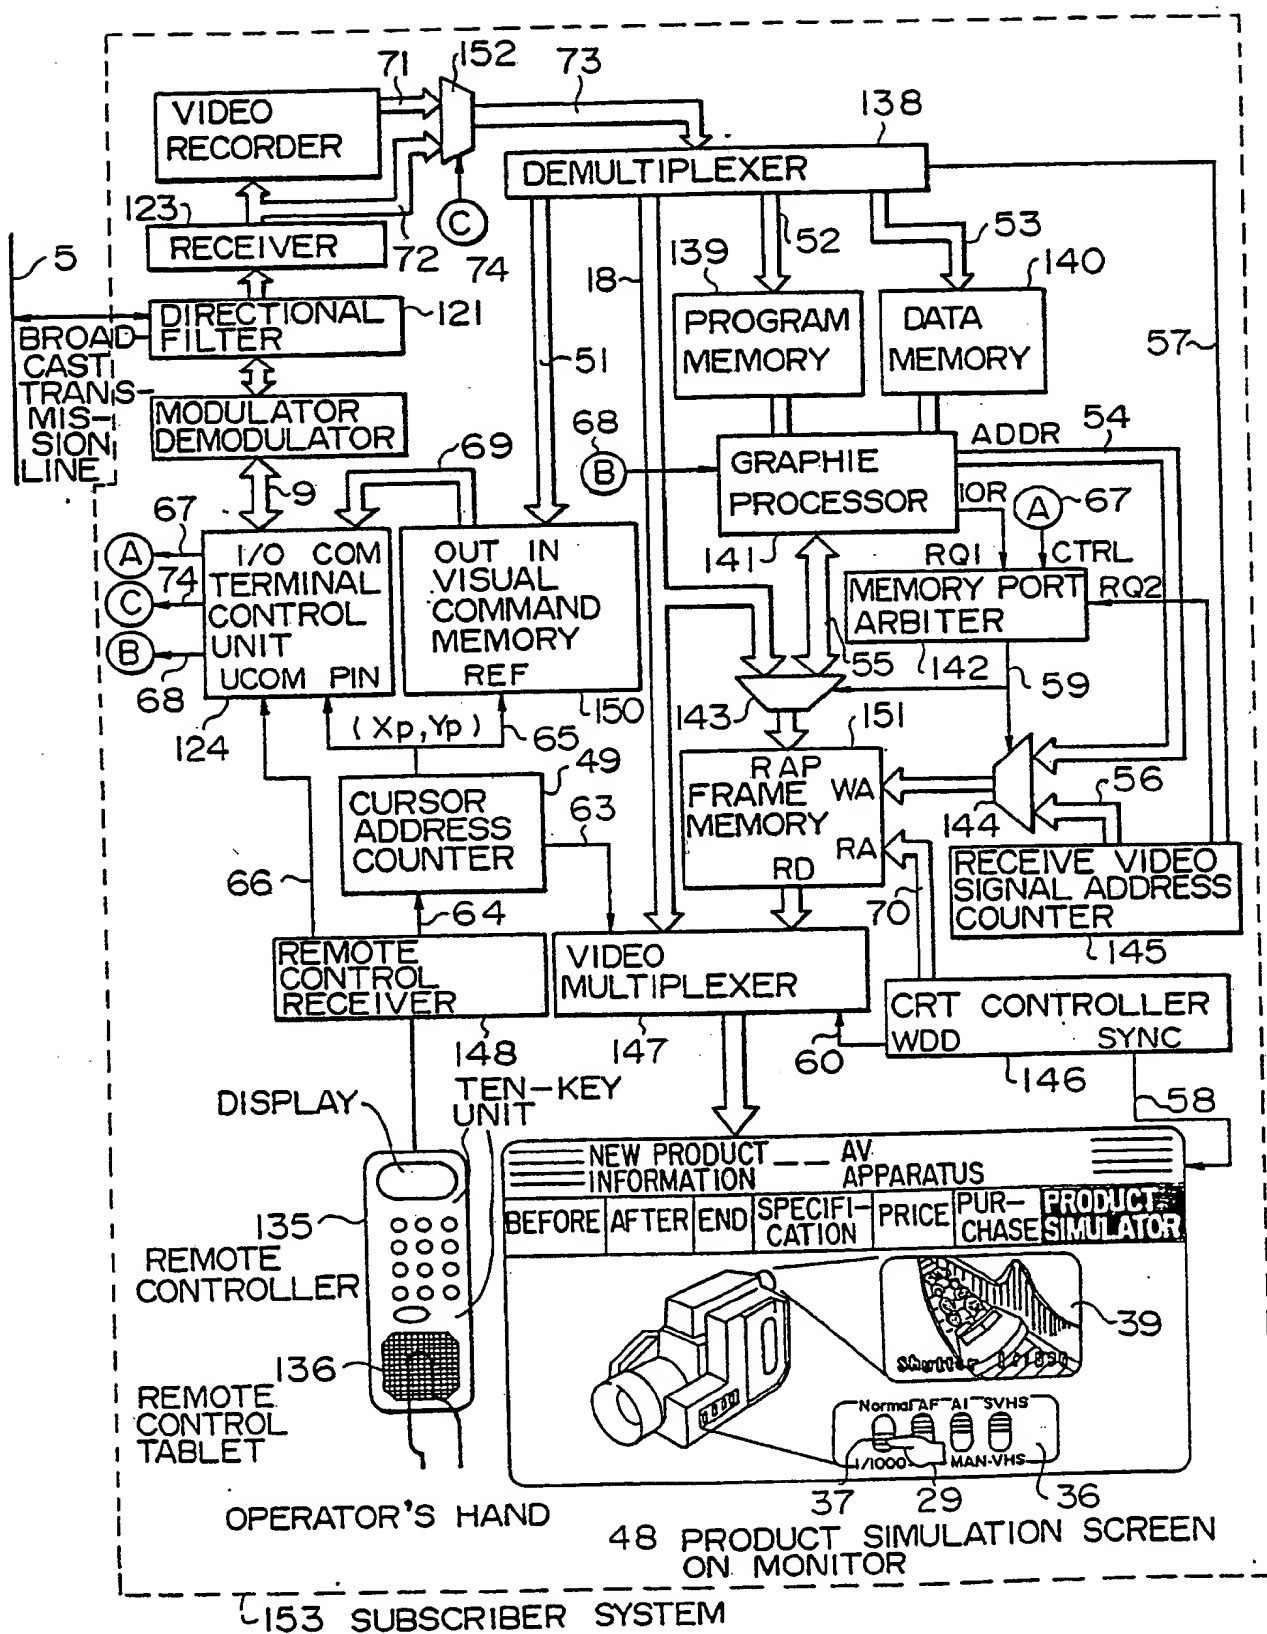 71
152
73
138
VIDEO
RECORDER
DEMULTIPLEXER
123
RECEIVER
72
C
74
5
DIRECTIONAL
FILTER
121
BROAD
CAST
TRANS-
MIS-
SION
LINE
MODULATOR
DEMODULATOR
51
18
52
53
139
140
PROGRAM
MEMORY
DATA
MEMORY
57
68
B
GRAPHIE
PROCESSOR
ADDR
54
IOR
A
67
141
RQ1
CTRL
MEMORY PORT
ARBITER
RQ2
142
59
55
69
9
67
A
74
C
B
68
I/O COM
TERMINAL
CONTROL
UNIT
UCOM PIN
124
OUT IN
VISUAL
COMMAND
MEMORY
REF
150
(Xp,Yp)
65
143
151
RAP
FRAME
MEMORY
WA
RA
RD
144
56
49
CURSOR
ADDRESS
COUNTER
63
66
64
70
RECEIVE VIDEO
SIGNAL ADDRESS
COUNTER
145
REMOTE
CONTROL
RECEIVER
148
VIDEO
MULTIPLEXER
147
60
CRT CONTROLLER
WDD
SYNC
146
58
DISPLAY
TEN-KEY
UNIT
135
REMOTE
CONTROLLER
136
REMOTE
CONTROL
TABLET
OPERATOR'S HAND
NEW PRODUCT
INFORMATION
AV
APPARATUS
BEFORE
AFTER
END
SPECIFI-
CATION
PRICE
PUR-
CHASE
PRODUCT
SIMULATOR
39
Shutter
Normal AF AI SVHS
1/1000
MAN-VHS
37
29
36
48 PRODUCT SIMULATION SCREEN
ON MONITOR
153 SUBSCRIBER SYSTEM